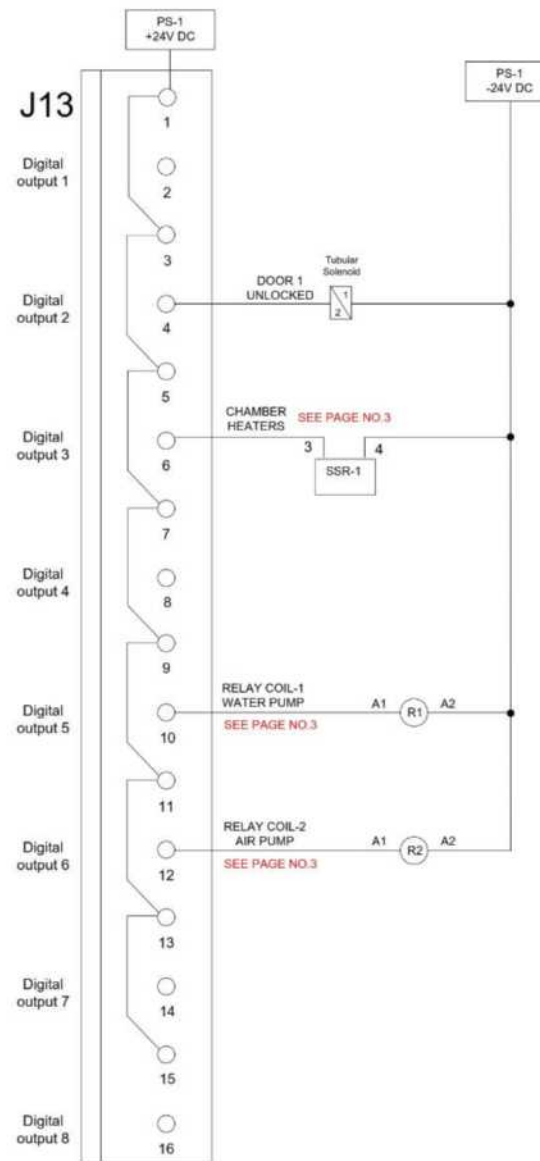 PS-1
+24V DC
PS-1
-24V DC
J13
1
Digital
output 1
2
3
Tubular
Solenoid
DOOR 1
UNLOCKED
1
2
Digital
output 2
4
5
CHAMBER
HEATERS
SEE PAGE NO.3
3
4
SSR-1
Digital
output 3
6
7
Digital
output 4
8
9
RELAY COIL-1
WATER PUMP
SEE PAGE NO.3
A1
R1
A2
Digital
output 5
10
11
RELAY COIL-2
AIR PUMP
SEE PAGE NO.3
A1
R2
A2
Digital
output 6
12
13
Digital
output 7
14
15
Digital
output 8
16